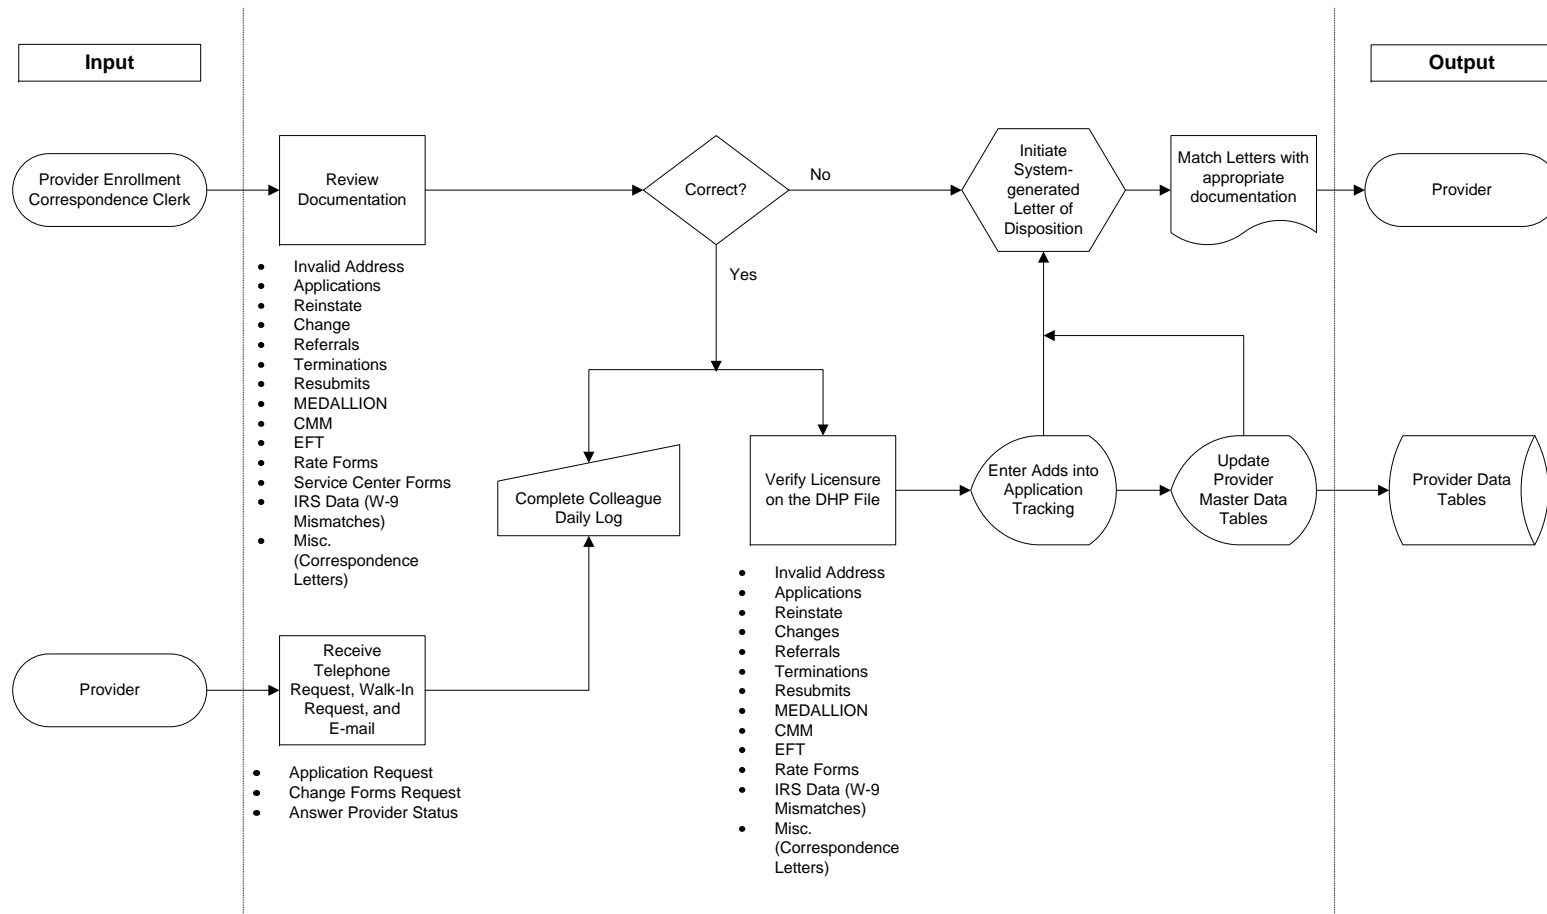 Input
Output
Provider Enrollment
Correspondence Clerk
Review
Documentation
Correct?
No
Initiate
System-
generated
Letter of
Disposition
Match Letters with
appropriate
documentation
Provider
Yes
Invalid Address
Applications
Reinstate
Change
Referrals
Terminations
Resubmits
MEDALLION
CMM
EFT
Rate Forms
Service Center Forms
IRS Data (W-9
Mismatches)
Misc.
(Correspondence
Letters)
Complete Colleague
Daily Log
Verify Licensure
on the DHP File
Enter Adds into
Application
Tracking
Update
Provider
Master Data
Tables
Provider Data
Tables
Invalid Address
Applications
Reinstate
Changes
Referrals
Terminations
Resubmits
MEDALLION
CMM
EFT
Rate Forms
IRS Data (W-9
Mismatches)
Misc.
(Correspondence
Letters)
Provider
Receive
Telephone
Request, Walk-In
Request, and
E-mail
Application Request
Change Forms Request
Answer Provider Status